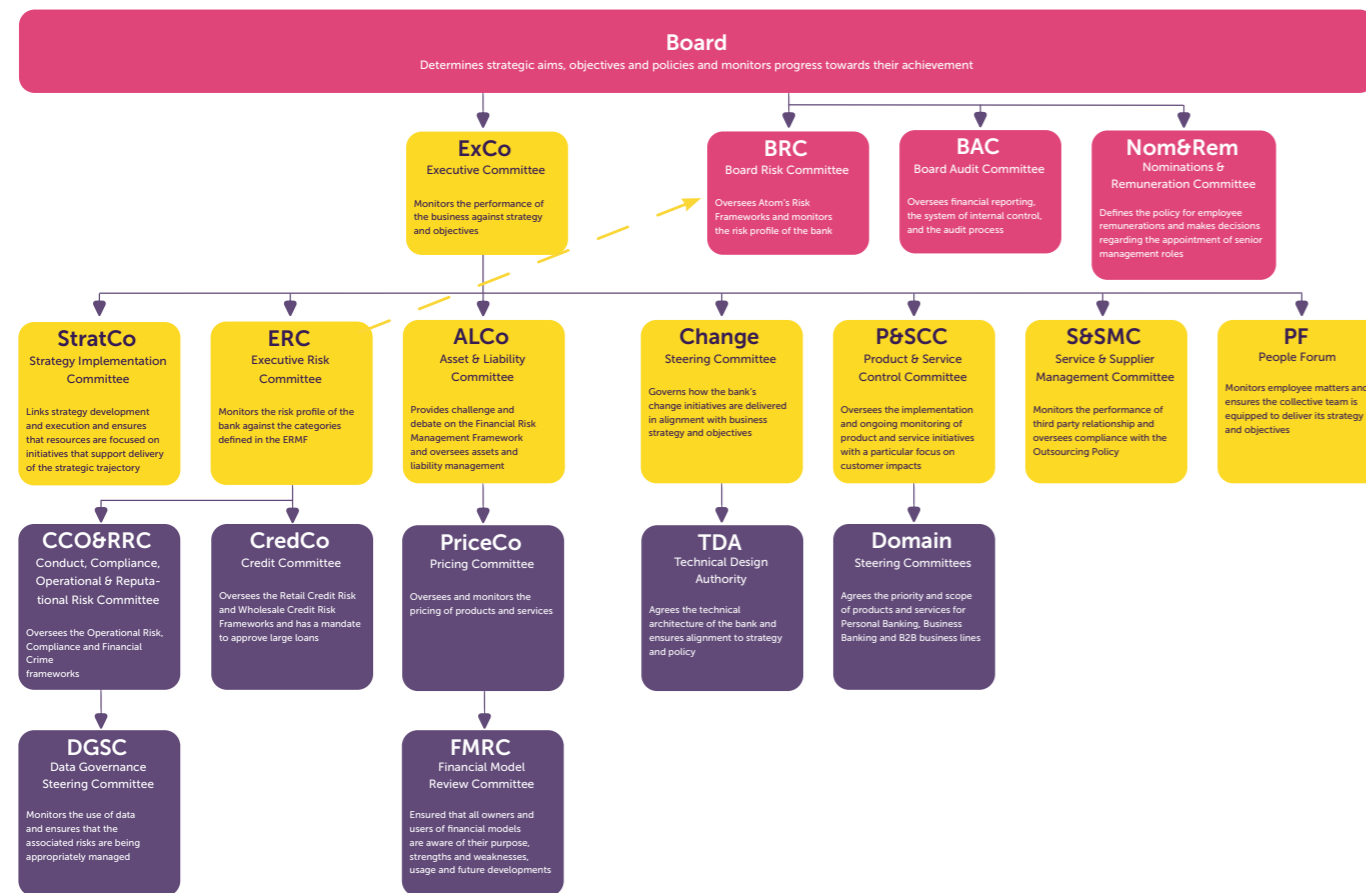 Board
Determines strategic aims, objectives and policies and monitors progress towards their achievement
ExCo
Executive Committee
Monitors the performance of
the business against strategy
and objectives
BRC
Board Risk Committee
Oversees Atom's Risk
Frameworks and monitors
the risk profile of the bank
BAC
Board Audit Committee
Oversees financial reporting,
the system of internal control,
and the audit process
Nom&Rem
Nominations &
Remuneration Committee
Defines the policy for employee
remunerations and makes decisions
regarding the appointment of senior
management roles
StratCo
Strategy Implementation
Committee
Links strategy development
and execution and ensures
that resources are focused on
initiatives that support delivery
of the strategic trajectory
ERC
Executive Risk
Committee
Monitors the risk profile of the
bank against the categories
defined in the ERMF
ALCo
Asset & Liability
Committee
Provides challenge and
debate on the Financial Risk
Management Framework
and oversees assets and
liability management
Change
Steering Committee
Governs how the bank's
change initiatives are delivered
in alignment with business
strategy and objectives
P&SCC
Product & Service
Control Committee
Oversees the implementation
and ongoing monitoring of
product and service initiatives
with a particular focus on
customer impacts
S&SMC
Service & Supplier
Management Committee
Monitors the performance of
third party relationship and
oversees compliance with the
Outsourcing Policy
PF
People Forum
Monitors employee matters and
ensures the collective team is
equipped to deliver its strategy
and objectives
CCO&RRC
Conduct, Compliance,
Operational & Reputa-
tional Risk Committee
Oversees the Operational Risk,
Compliance and Financial
Crime
frameworks
CredCo
Credit Committee
Oversees the Retail Credit Risk
and Wholesale Credit Risk
Frameworks and has a mandate
to approve large loans
PriceCo
Pricing Committee
Oversees and monitors the
pricing of products and services
TDA
Technical Design
Authority
Agrees the technical
architecture of the bank and
ensures alignment to strategy
and policy
Domain
Steering Committees
Agrees the priority and scope
of products and services for
Personal Banking, Business
Banking and B2B business lines
DGSC
Data Governance
Steering Committee
Monitors the use of data
and ensures that the
associated risks are being
appropriately managed
FMRC
Financial Model
Review Committee
Ensured that all owners and
users of financial models
are aware of their purpose,
strengths and weaknesses,
usage and future developments